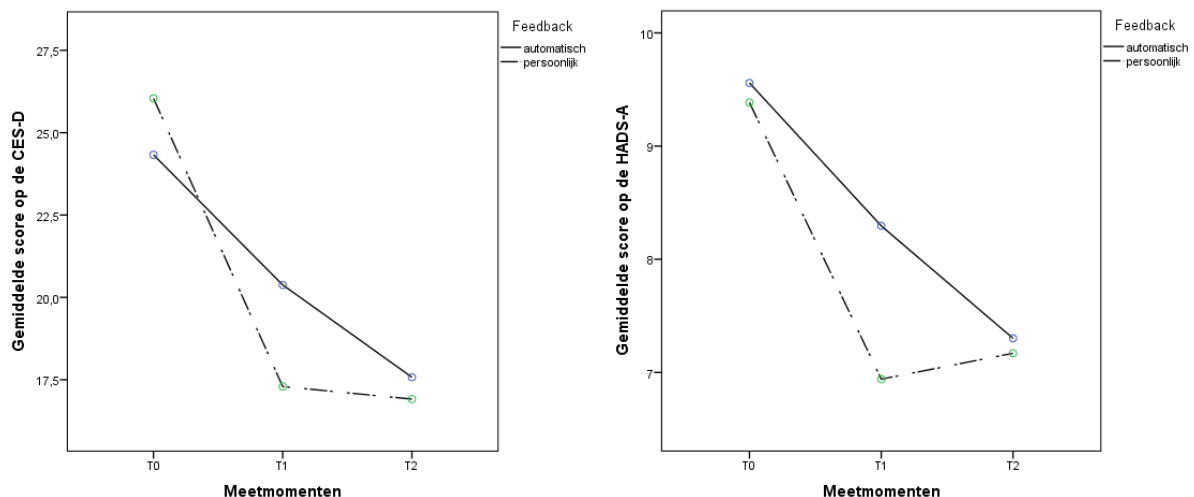 Gemiddelde score op de CES-D
27,5
25,0
22,5
20,0
17,5
T0
T1
T2
Meetmomenten
Feedback
automatisch
persoonlijk
Gemiddelde score op de HADS-A
10
9
8
7
T0
T1
T2
Meetmomenten
Feedback
automatisch
persoonlijk